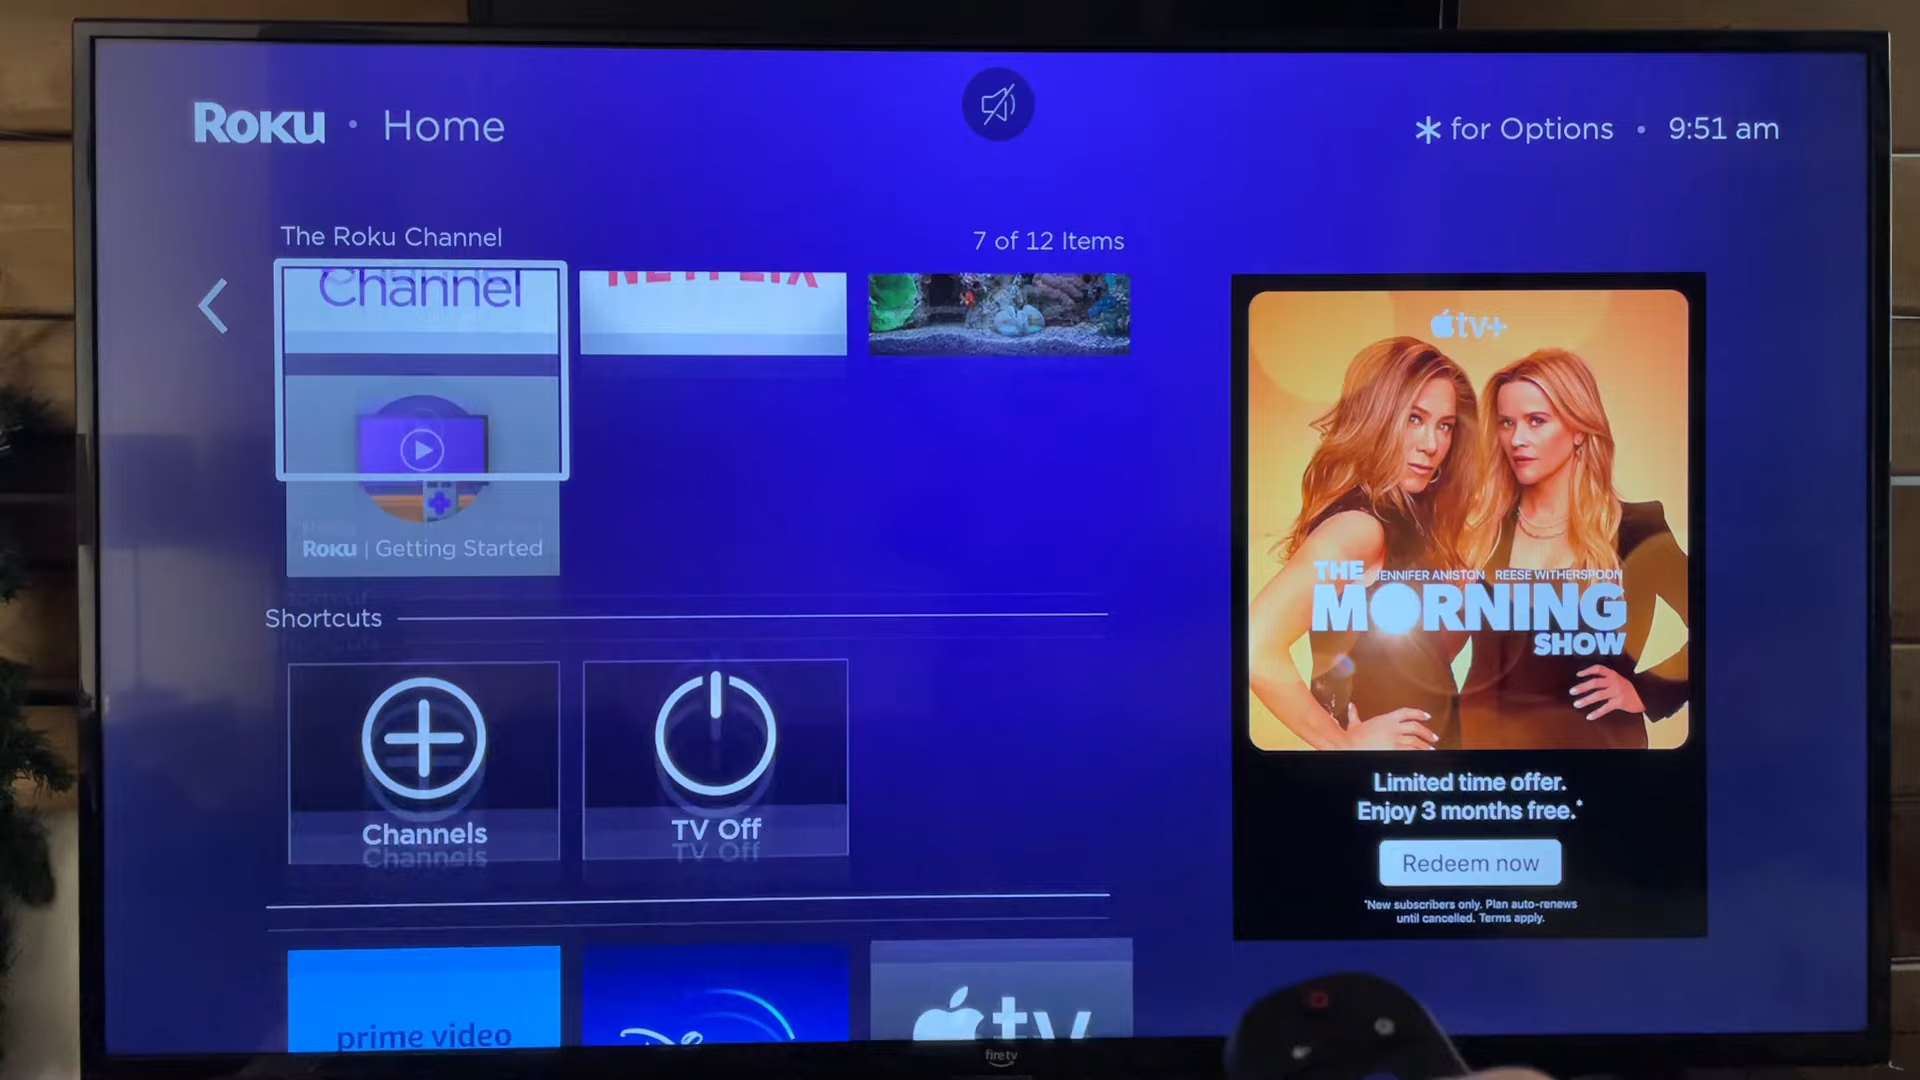 Roku • Home
* for Options • 9:51 am
The Roku Channel
7 of 12 Items
Channel
NETFLIX
Roku | Getting Started
Shortcuts
Channels
TV Off
prime video
tv
tv+
THE
JENNIFER ANISTON REESE WITHERSPOON
MORNING
SHOW
Limited time offer.
Enjoy 3 months free.*
Redeem now
*New subscribers only. Plan auto-renews
until cancelled. Terms apply.
fire tv